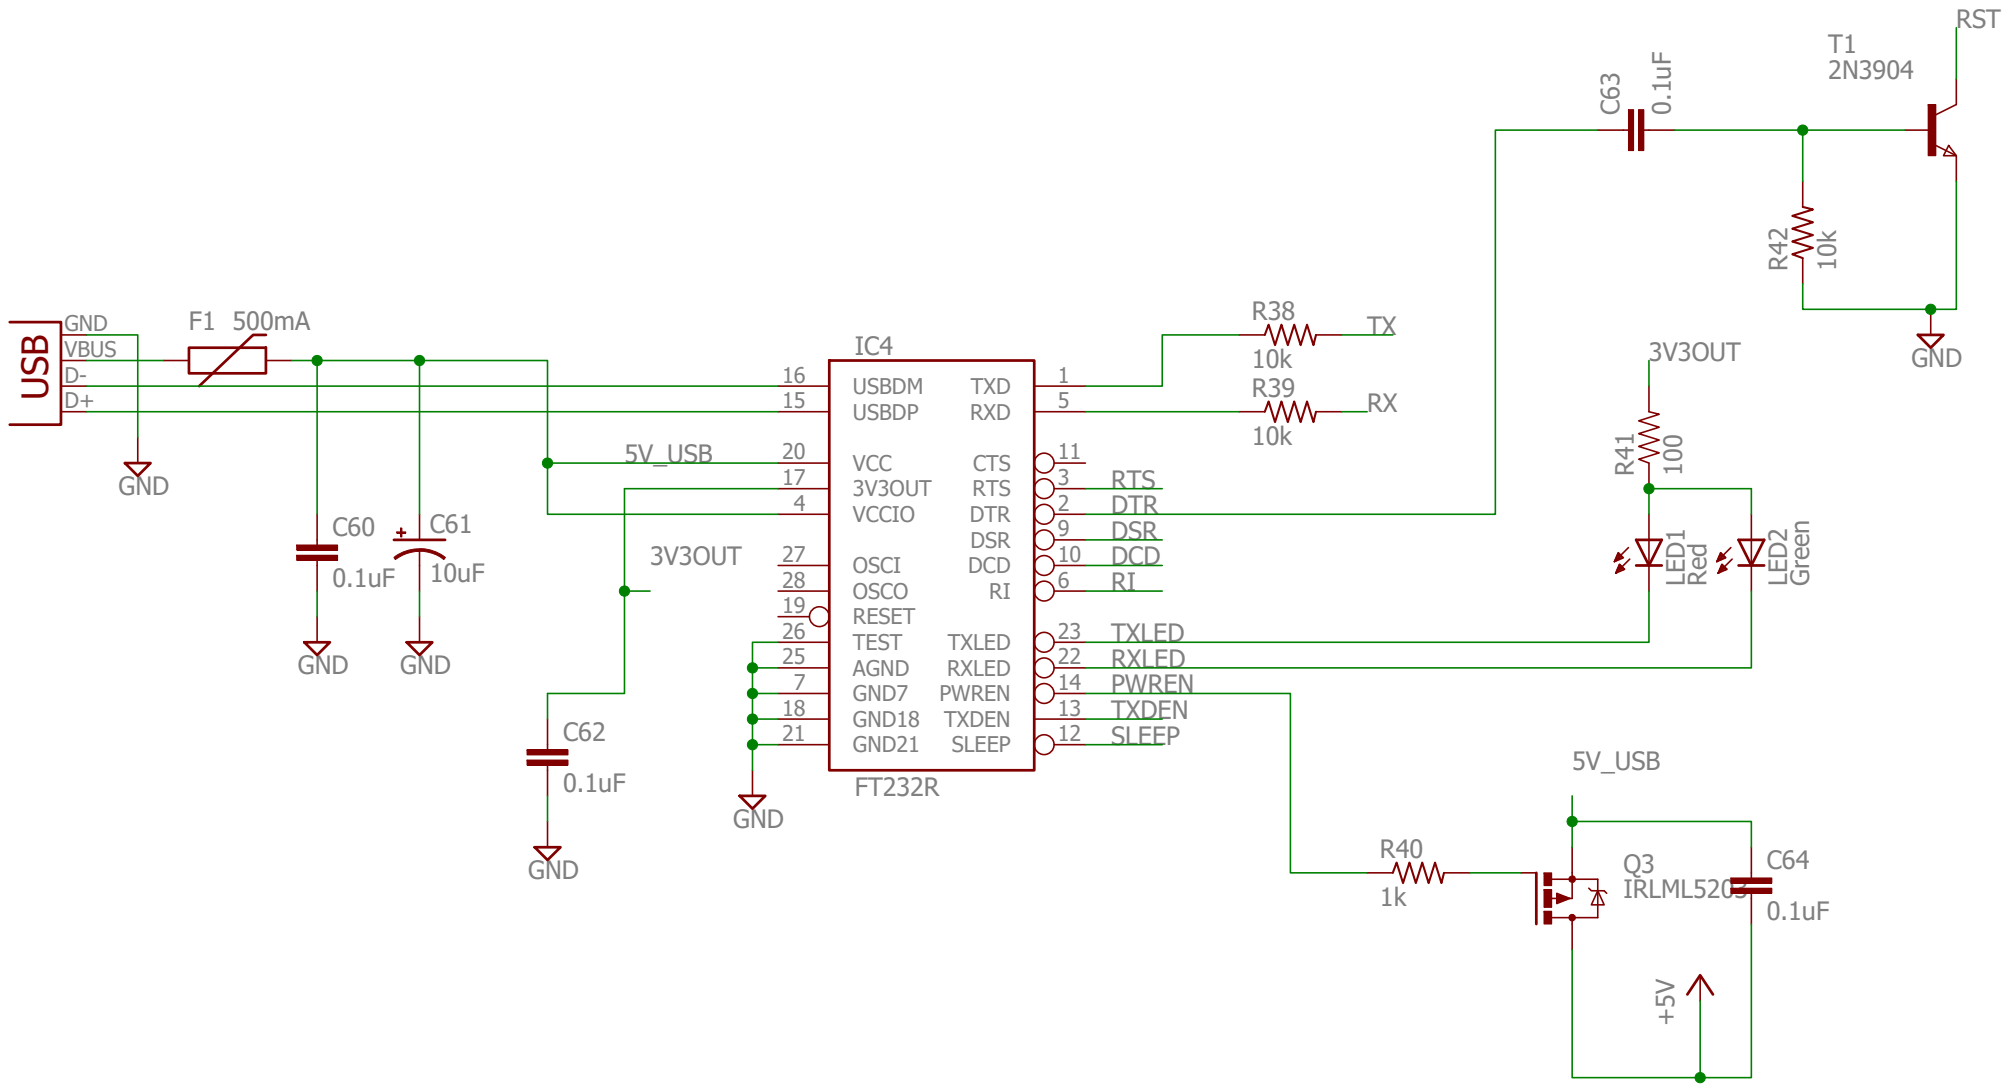 RST
T1
2N3904
C63
0.1uF
R42
10k
GND
USB
GND
VBUS
D-
D+
F1 500mA
GND
C60
0.1uF
GND
C61
10uF
GND
5V_USB
3V3OUT
C62
0.1uF
GND
IC4
16 USBDM TXD 1
15 USBDP RXD 5
20 VCC CTS 11
17 3V3OUT RTS 3 RTS
4 VCCIO DTR 2 DTR
DSR 9 DSR
27 OSCI DCD 10 DCD
28 OSCO RI 6 RI
19 RESET
26 TEST TXLED 23 TXLED
25 AGND RXLED 22 RXLED
7 GND7 PWREN 14 PWREN
18 GND18 TXDEN 13 TXDEN
21 GND21 SLEEP 12 SLEEP
FT232R
GND
R38
10k
TX
R39
10k
RX
3V3OUT
R41
100
LED1
Red
LED2
Green
5V_USB
R40
1k
Q3
IRLML5203
C64
0.1uF
+5V